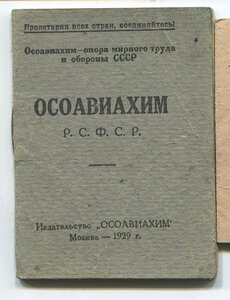 Пролетарии всех стран, соединяйтесь!
Осоавиахим—опора мирного труда
и обороны СССР
ОСОАВИАХИМ
Р. С. Ф. С. Р.
Издательство „ОСОАВИАХИМ"
Москва — 1929 г.